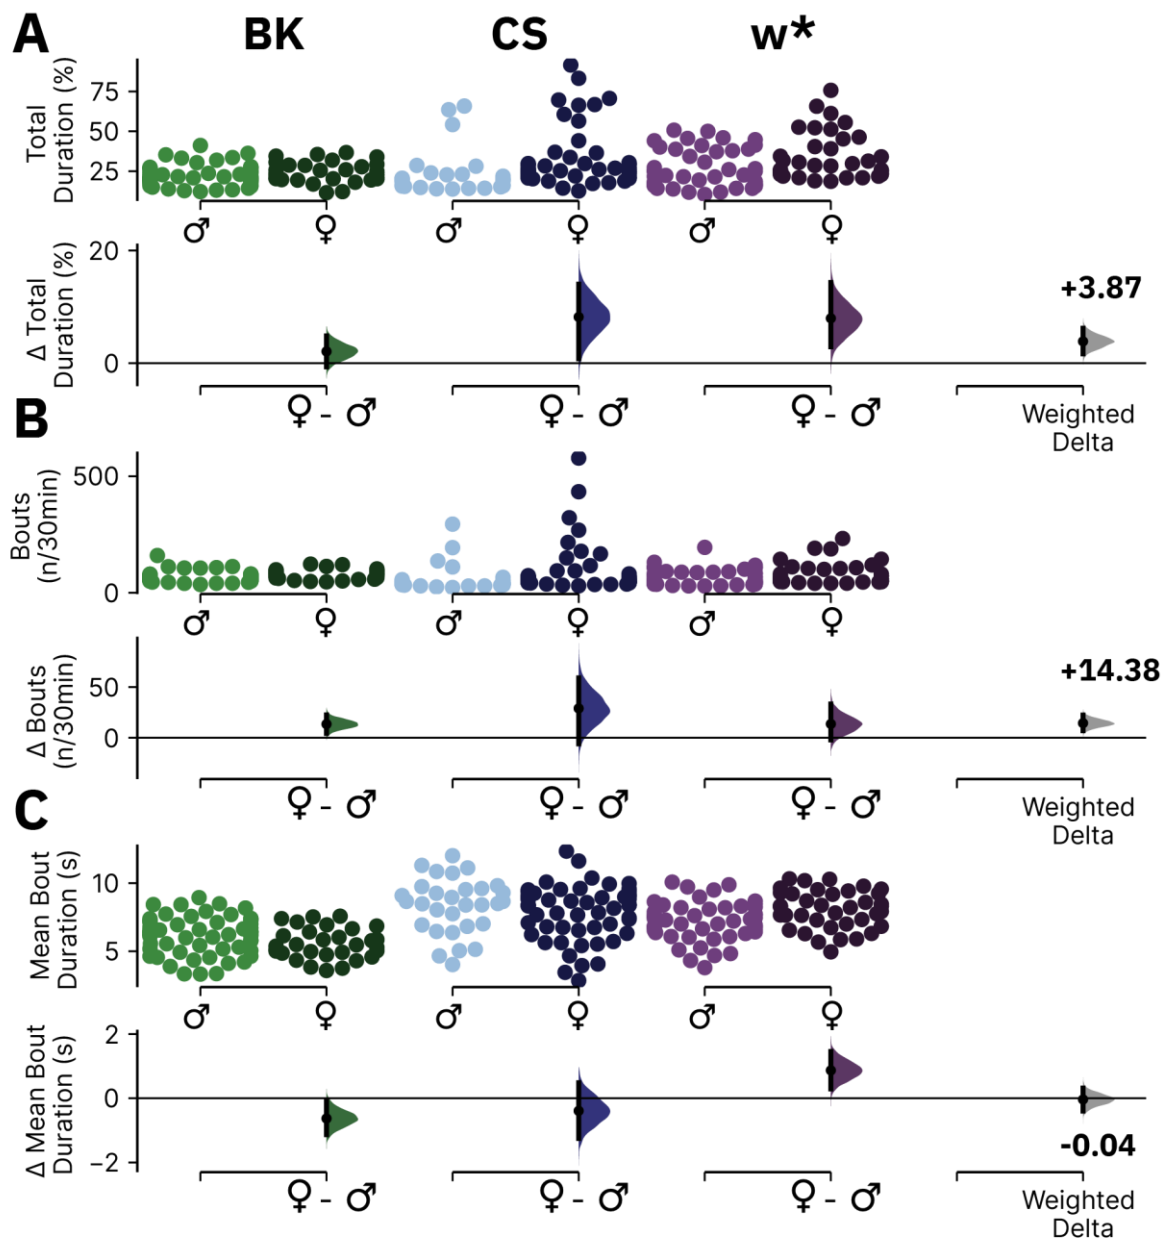 A BK CS w*
Total
Duration (%)
75
50
25
♂ ♀ ♂ ♀ ♂ ♀
Δ Total
Duration (%)
20
0
+3.87
♀ - ♂ ♀ - ♂ ♀ - ♂ Weighted
Delta
B
Bouts
(n/30min)
500
0
♂ ♀ ♂ ♀ ♂ ♀
Δ Bouts
(n/30min)
50
0
+14.38
♀ - ♂ ♀ - ♂ ♀ - ♂ Weighted
Delta
C
Mean Bout
Duration (s)
10
5
♂ ♀ ♂ ♀ ♂ ♀
Δ Mean Bout
Duration (s)
2
0
−2
-0.04
♀ - ♂ ♀ - ♂ ♀ - ♂ Weighted
Delta